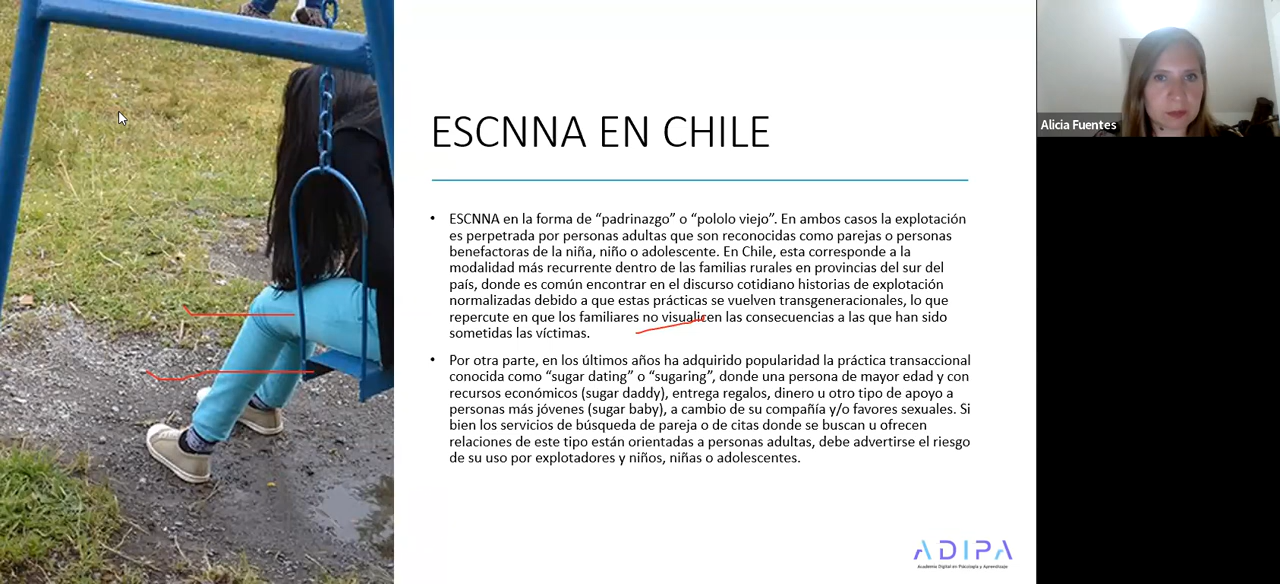 ESCNNA EN CHILE
• ESCNNA en la forma de “padrinazgo” o “pololo viejo”. En ambos casos la explotación
es perpetrada por personas adultas que son reconocidas como parejas o personas
benefactoras de la niña, niño o adolescente. En Chile, esta corresponde a la
modalidad más recurrente dentro de las familias rurales en provincias del sur del
país, donde es común encontrar en el discurso cotidiano historias de explotación
normalizadas debido a que estas prácticas se vuelven transgeneracionales, lo que
repercute en que los familiares no visualicen las consecuencias a las que han sido
sometidas las víctimas.
• Por otra parte, en los últimos años ha adquirido popularidad la práctica transaccional
conocida como “sugar dating” o “sugaring”, donde una persona de mayor edad y con
recursos económicos (sugar daddy), entrega regalos, dinero u otro tipo de apoyo a
personas más jóvenes (sugar baby), a cambio de su compañía y/o favores sexuales. Si
bien los servicios de búsqueda de pareja o de citas donde se buscan u ofrecen
relaciones de este tipo están orientadas a personas adultas, debe advertirse el riesgo
de su uso por explotadores y niños, niñas o adolescentes.
ADIPA
Academia Digital en Psicología y Aprendizaje
Alicia Fuentes